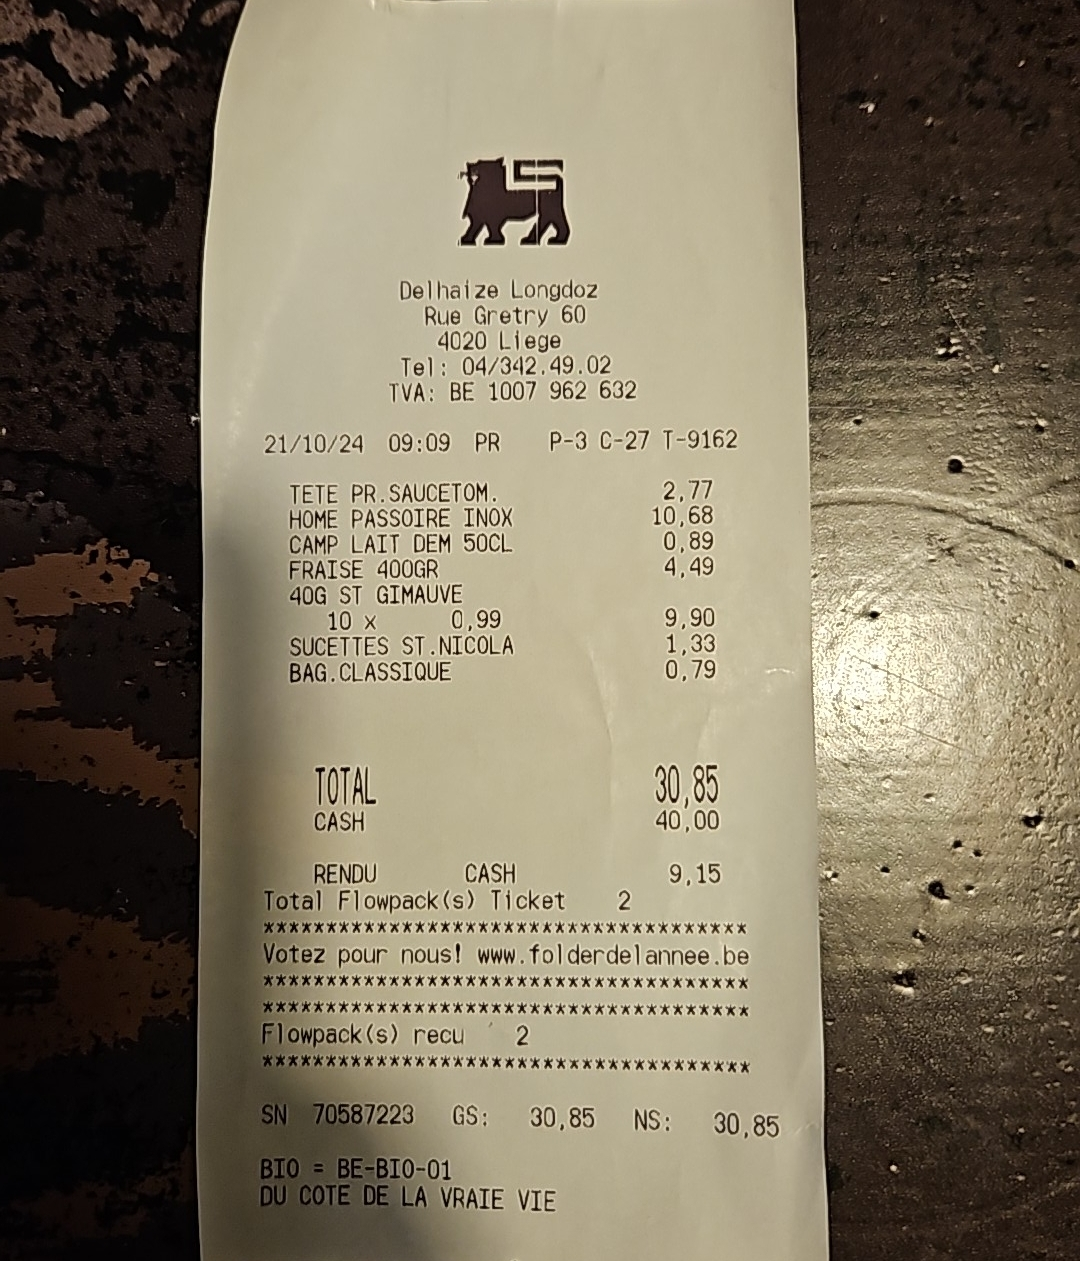 Delhaize Longdoz
Rue Gretry 60
4020 Liege
Tel: 04/342.49.02
TVA: BE 1007 962 632
21/10/24 09:09 PR P-3 C-27 T-9162
TETE PR.SAUCETOM. 2,77
HOME PASSOIRE INOX 10,68
CAMP LAIT DEM 50CL 0,89
FRAISE 400GR 4,49
40G ST GIMAUVE
10 x 0,99 9,90
SUCETTES ST.NICOLA 1,33
BAG.CLASSIQUE 0,79
TOTAL 30,85
CASH 40,00
RENDU CASH 9,15
Total Flowpack(s) Ticket 2
***************************************
Votez pour nous! www.folderdelannee.be
***************************************
***************************************
Flowpack(s) recu 2
***************************************
SN 70587223 GS: 30,85 NS: 30,85
BIO = BE-BIO-01
DU COTE DE LA VRAIE VIE